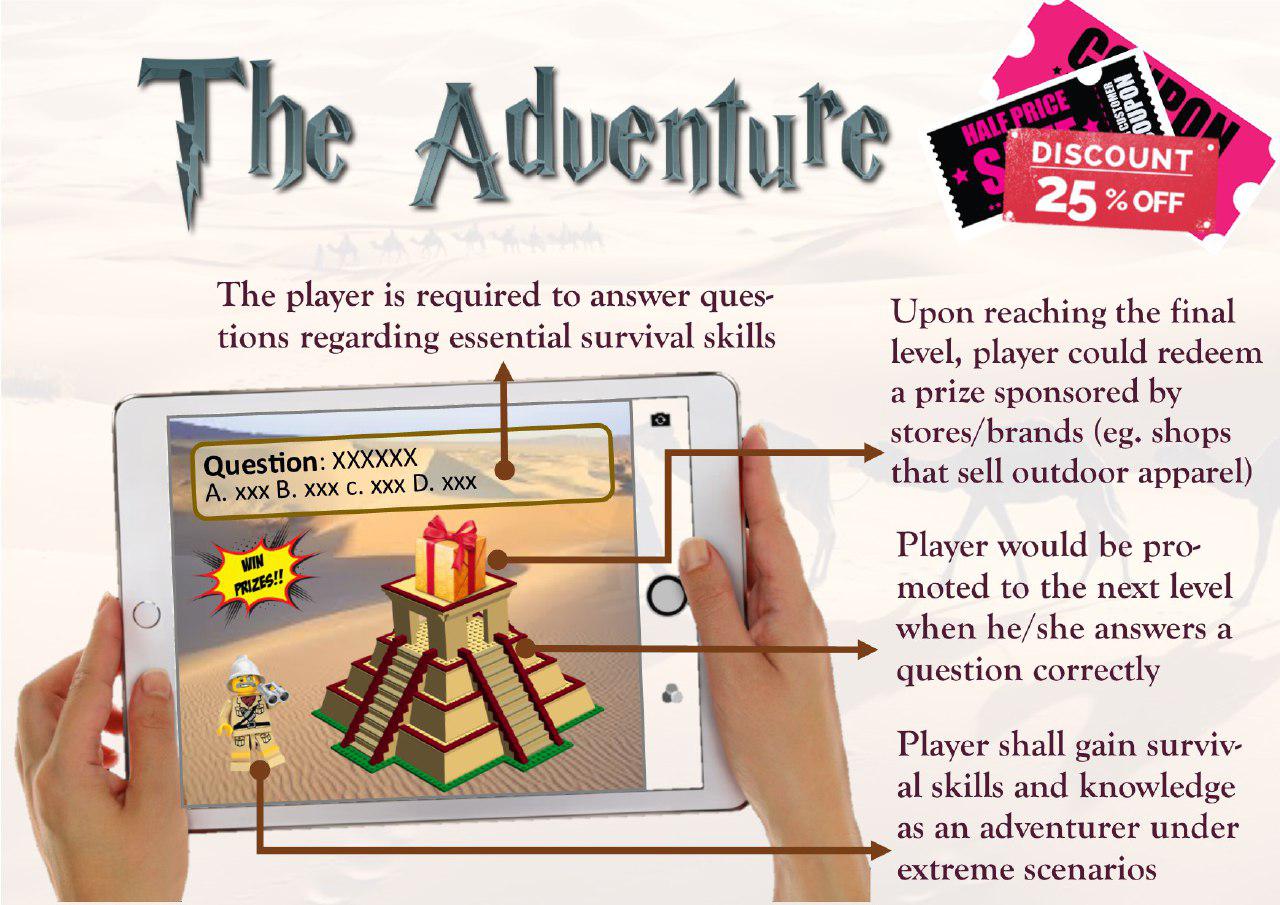 The Adventure
COUPON
HALF PRICE
CUSTOMER
COUPON
DISCOUNT
25% OFF
The player is required to answer ques-
tions regarding essential survival skills
Question: XXXXXX
A. xxx B. xxx c. xxx D. xxx
WIN
PRIZES!!
Upon reaching the final
level, player could redeem
a prize sponsored by
stores/brands (eg. shops
that sell outdoor apparel)
Player would be pro-
moted to the next level
when he/she answers a
question correctly
Player shall gain surviv-
al skills and knowledge
as an adventurer under
extreme scenarios